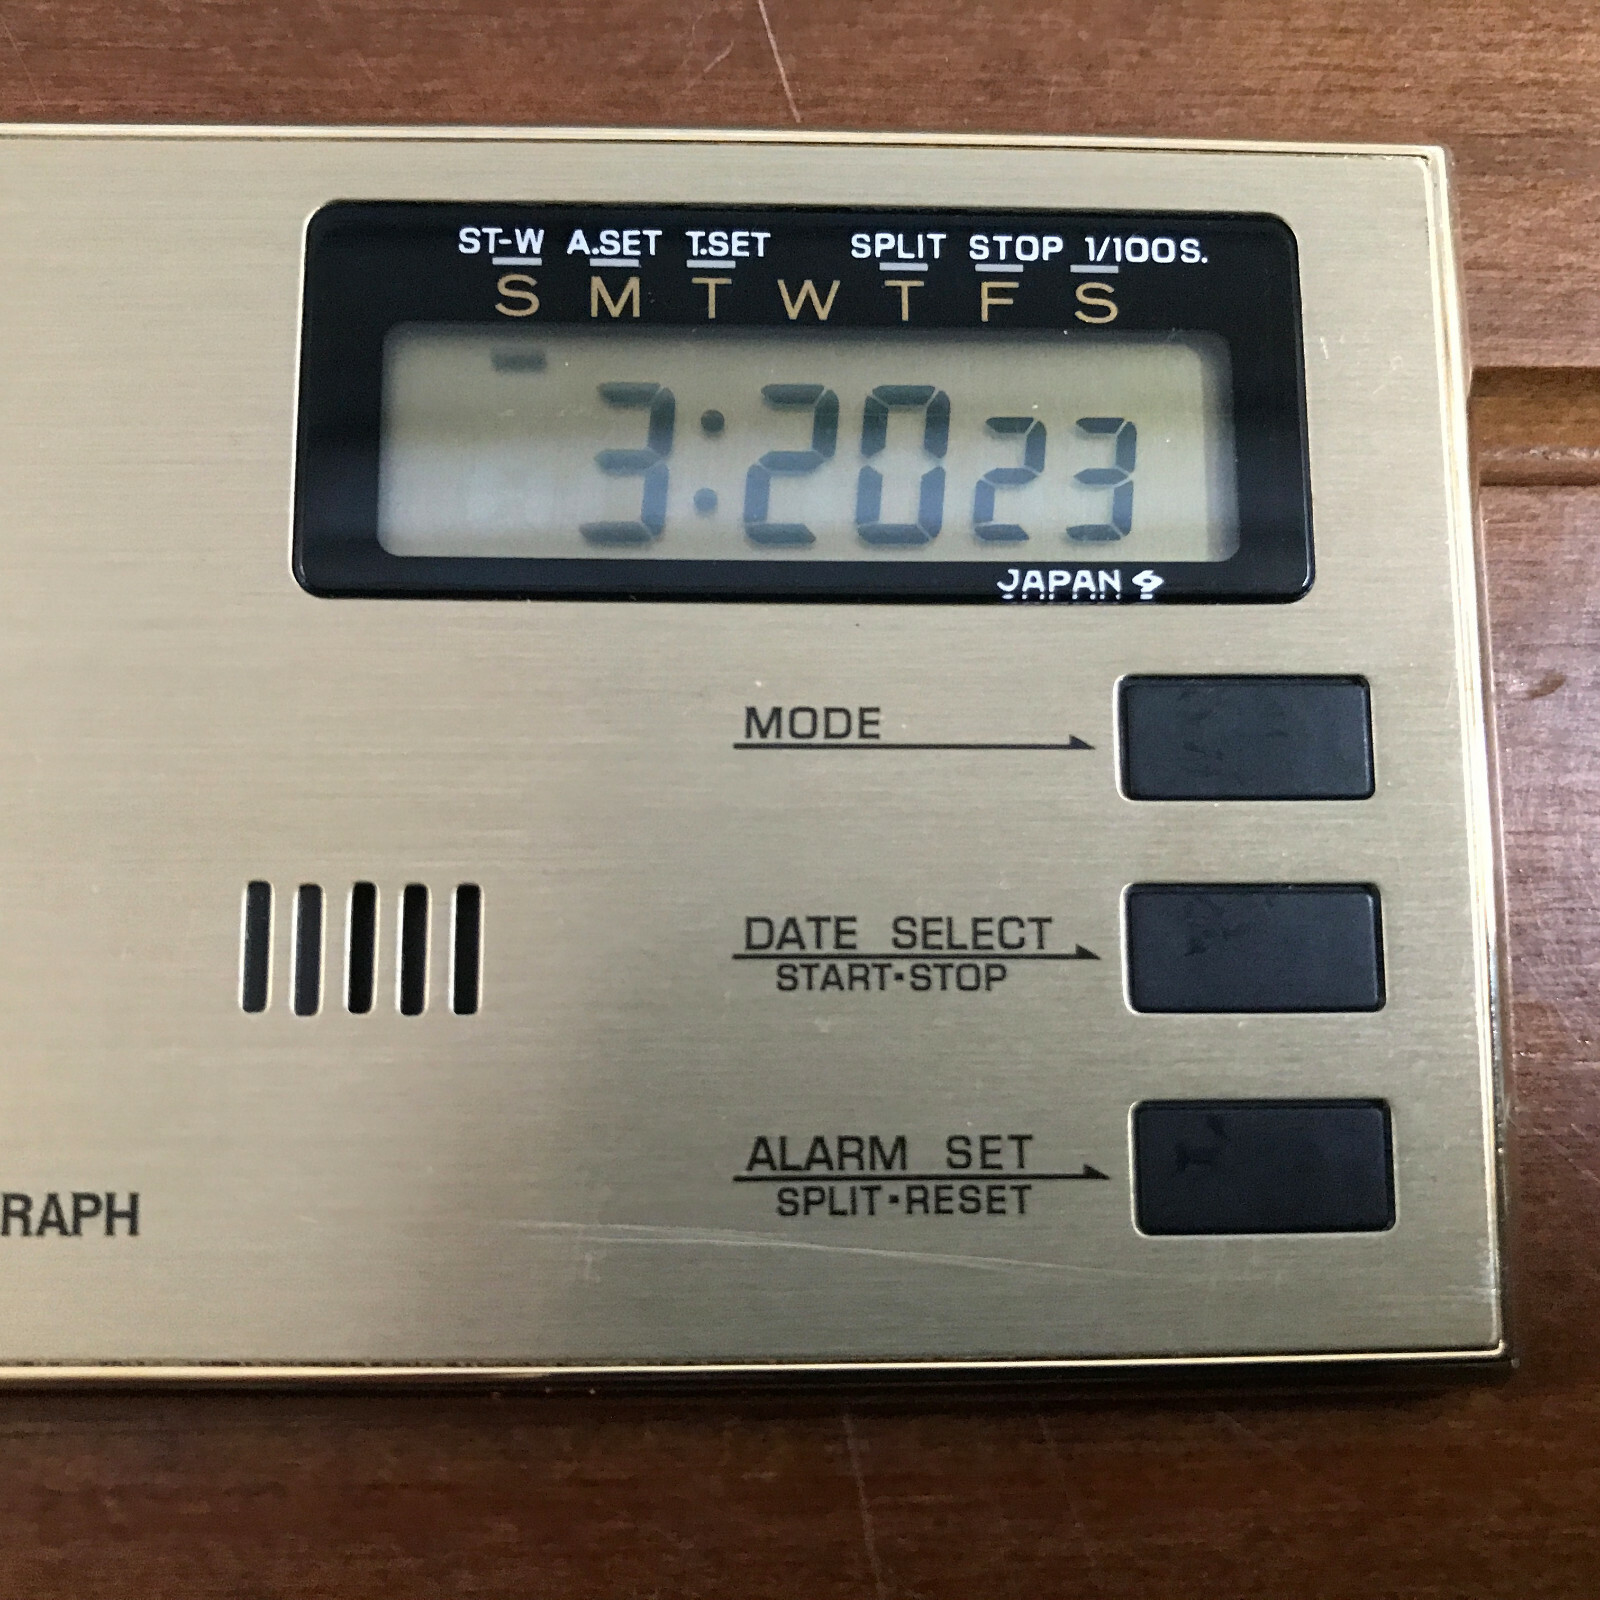 ST-W A.SET T.SET SPLIT STOP 1/100S.
S M T W T F S
3:20 23
JAPAN
MODE
DATE SELECT
START·STOP
ALARM SET
SPLIT·RESET
RAPH